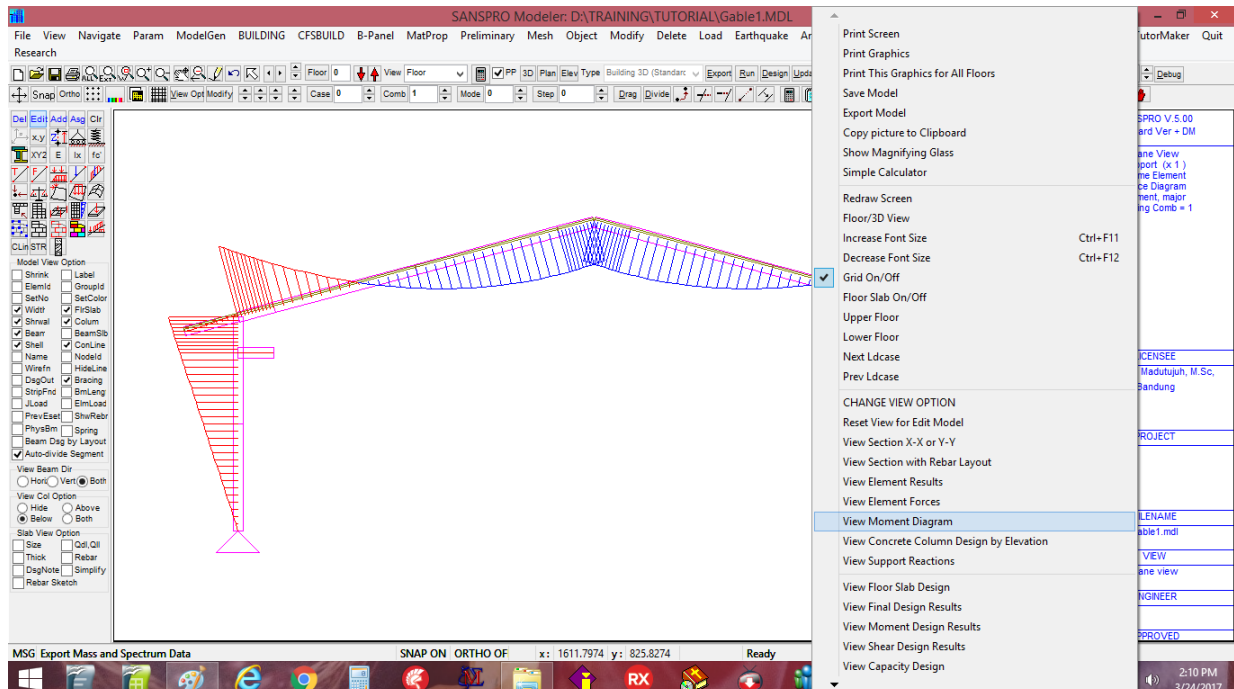 SANSPRO Modeler: D:\TRAINING\TUTORIAL\Gable1.MDL
File View Navigate Param ModelGen BUILDING CFSBUILD B-Panel MatProp Preliminary Mesh Object Modify Delete Load Earthquake Ar
TutorMaker Quit
Research
Floor 0 View Floor PP 3D Plan Elev Type Building 3D (Standarc Export Run Design Upda
Debug
Snap Ortho View Opt Modify Case 0 Comb 1 Mode 0 Step 0 Drag Divide
Del Edit Add Asg Clr
x.y
XY2 E Ix fc'
CLin STR
Model View Option
Shrink Label
ElemId GroupId
SetNo SetColor
Width FlrSlab
Shrwal Colum
Beam BeamSlb
Shell ConLine
Name NodeId
Wirefn HideLine
DsgOut Bracing
StripFnd BmLeng
JLoad ElmLoad
PrevEset ShwRebr
PhysBm Spring
Beam Dsg by Layout
Auto-divide Segment
View Beam Dir
Hori Vert Both
View Col Option
Hide Above
Below Both
Slab View Option
Size Qdl,Qll
Thick Rebar
DsgNote Simplify
Rebar Sketch
Print Screen
Print Graphics
Print This Graphics for All Floors
Save Model
Export Model
Copy picture to Clipboard
Show Magnifying Glass
Simple Calculator
Redraw Screen
Floor/3D View
Increase Font Size Ctrl+F11
Decrease Font Size Ctrl+F12
Grid On/Off
Floor Slab On/Off
Upper Floor
Lower Floor
Next Ldcase
Prev Ldcase
CHANGE VIEW OPTION
Reset View for Edit Model
View Section X-X or Y-Y
View Section with Rebar Layout
View Element Results
View Element Forces
View Moment Diagram
View Concrete Column Design by Elevation
View Support Reactions
View Floor Slab Design
View Final Design Results
View Moment Design Results
View Shear Design Results
View Capacity Design
SPRO V.5.00
ard Ver + DM
ane View
port (x 1 )
me Element
ce Diagram
ment, major
ing Comb = 1
ICENSEE
Madutujuh, M.Sc,
Bandung
PROJECT
ILENAME
able1.mdl
VIEW
ane view
NGINEER
PPROVED
MSG Export Mass and Spectrum Data SNAP ON ORTHO OF x: 1611.7974 y: 825.8274 Ready
RX
2:10 PM
3/24/2017